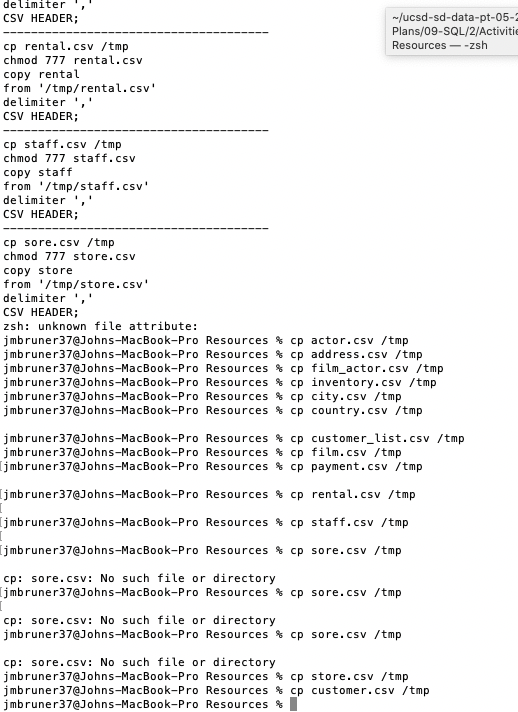 delimiter ','
CSV HEADER;
--------------------------------------
cp rental.csv /tmp
chmod 777 rental.csv
copy rental
from '/tmp/rental.csv'
delimiter ','
CSV HEADER;
--------------------------------------
cp staff.csv /tmp
chmod 777 staff.csv
copy staff
from '/tmp/staff.csv'
delimiter ','
CSV HEADER;
--------------------------------------
cp sore.csv /tmp
chmod 777 store.csv
copy store
from '/tmp/store.csv'
delimiter ','
CSV HEADER;
zsh: unknown file attribute:
jmbruner37@Johns-MacBook-Pro Resources % cp actor.csv /tmp
jmbruner37@Johns-MacBook-Pro Resources % cp address.csv /tmp
jmbruner37@Johns-MacBook-Pro Resources % cp film_actor.csv /tmp
jmbruner37@Johns-MacBook-Pro Resources % cp inventory.csv /tmp
jmbruner37@Johns-MacBook-Pro Resources % cp city.csv /tmp
jmbruner37@Johns-MacBook-Pro Resources % cp country.csv /tmp
jmbruner37@Johns-MacBook-Pro Resources % cp customer_list.csv /tmp
jmbruner37@Johns-MacBook-Pro Resources % cp film.csv /tmp
jmbruner37@Johns-MacBook-Pro Resources % cp payment.csv /tmp
jmbruner37@Johns-MacBook-Pro Resources % cp rental.csv /tmp
jmbruner37@Johns-MacBook-Pro Resources % cp staff.csv /tmp
jmbruner37@Johns-MacBook-Pro Resources % cp sore.csv /tmp
cp: sore.csv: No such file or directory
jmbruner37@Johns-MacBook-Pro Resources % cp sore.csv /tmp
cp: sore.csv: No such file or directory
jmbruner37@Johns-MacBook-Pro Resources % cp sore.csv /tmp
cp: sore.csv: No such file or directory
jmbruner37@Johns-MacBook-Pro Resources % cp store.csv /tmp
jmbruner37@Johns-MacBook-Pro Resources % cp customer.csv /tmp
jmbruner37@Johns-MacBook-Pro Resources %
~/ucsd-sd-data-pt-05-2
Plans/09-SQL/2/Activitie
Resources — -zsh